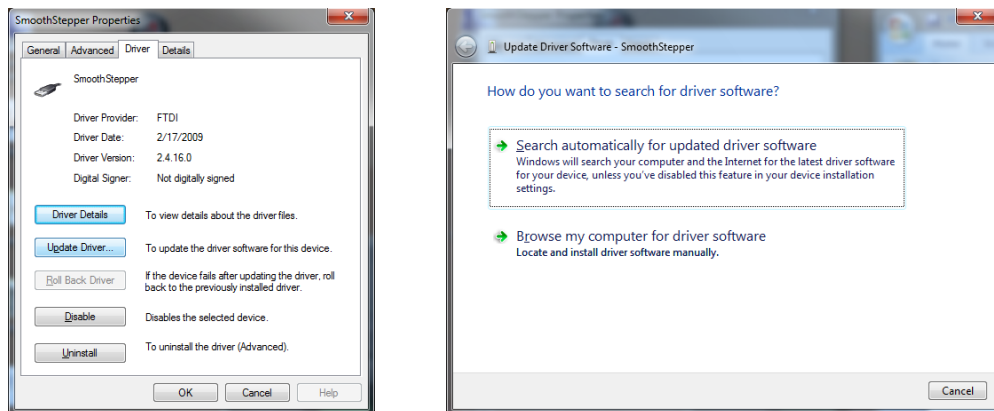 SmoothStepper Properties
General Advanced Driver Details
SmoothStepper
Driver Provider: FTDI
Driver Date: 2/17/2009
Driver Version: 2.4.16.0
Digital Signer: Not digitally signed
Driver Details To view details about the driver files.
Update Driver... To update the driver software for this device.
Roll Back Driver If the device fails after updating the driver, roll
back to the previously installed driver.
Disable Disables the selected device.
Uninstall To uninstall the driver (Advanced).
OK Cancel Help
Update Driver Software - SmoothStepper
How do you want to search for driver software?
Search automatically for updated driver software
Windows will search your computer and the Internet for the latest driver software
for your device, unless you've disabled this feature in your device installation
settings.
Browse my computer for driver software
Locate and install driver software manually.
Cancel